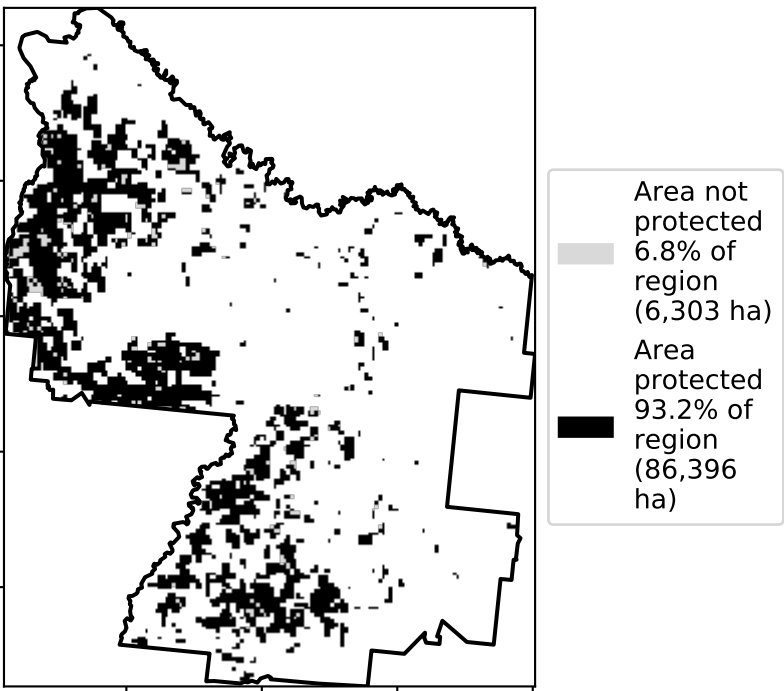 Area not
protected
6.8% of
region
(6,303 ha)
Area
protected
93.2% of
region
(86,396
ha)